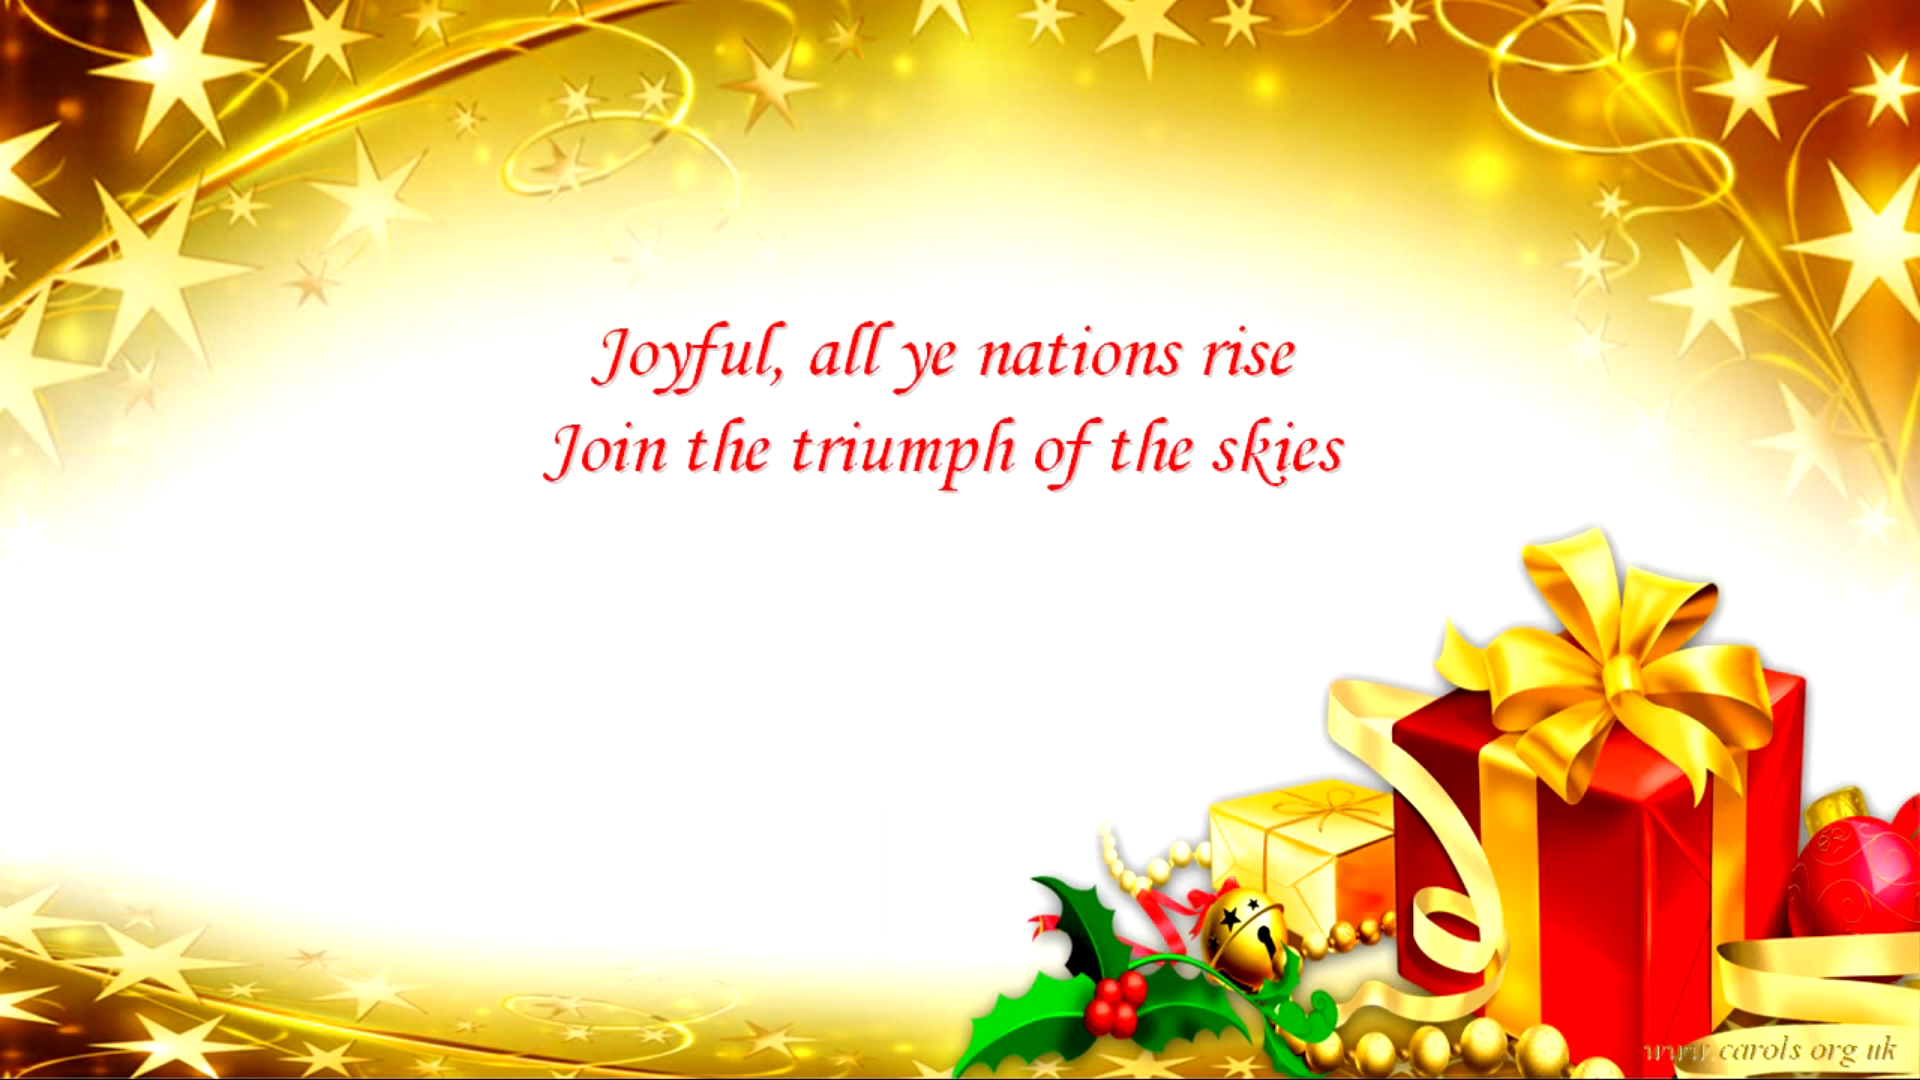 Joyful, all ye nations rise
Join the triumph of the skies
www.carols.org.uk